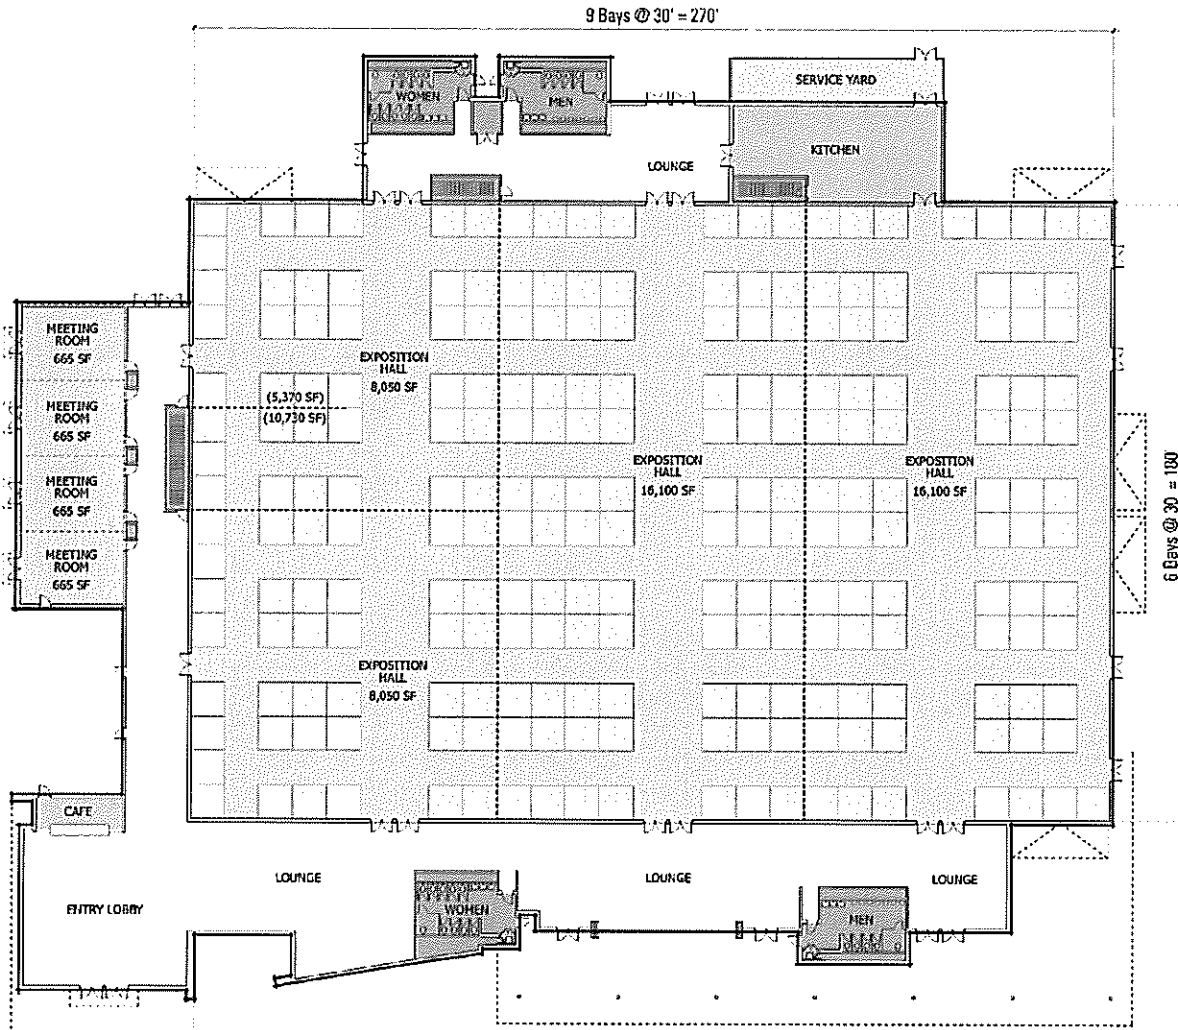 9 Bays @ 30' = 270'
SERVICE YARD
WOMEN
MEN
KITCHEN
LOUNGE
MEETING
ROOM
665 SF
EXPOSITION
HALL
8,050 SF
(5,370 SF)
(10,730 SF)
MEETING
ROOM
665 SF
EXPOSITION
HALL
16,100 SF
EXPOSITION
HALL
16,100 SF
6 Bays @ 30 = 180
MEETING
ROOM
665 SF
MEETING
ROOM
665 SF
EXPOSITION
HALL
8,050 SF
CAFE
LOUNGE
LOUNGE
LOUNGE
ENTRY LOBBY
WOMEN
MEN